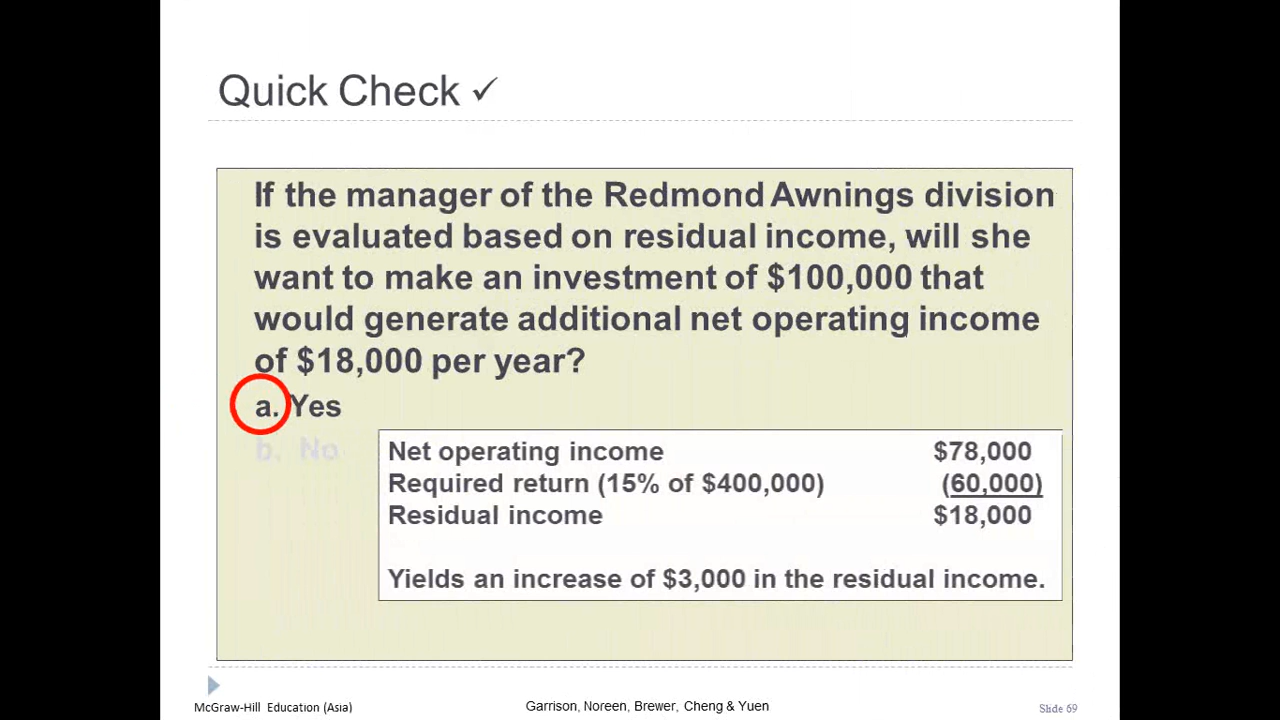 Quick Check ✓
If the manager of the Redmond Awnings division
is evaluated based on residual income, will she
want to make an investment of $100,000 that
would generate additional net operating income
of $18,000 per year?
a. Yes
b. No
Net operating income $78,000
Required return (15% of $400,000) (60,000)
Residual income $18,000
Yields an increase of $3,000 in the residual income.
McGraw-Hill Education (Asia)
Garrison, Noreen, Brewer, Cheng & Yuen
Slide 69